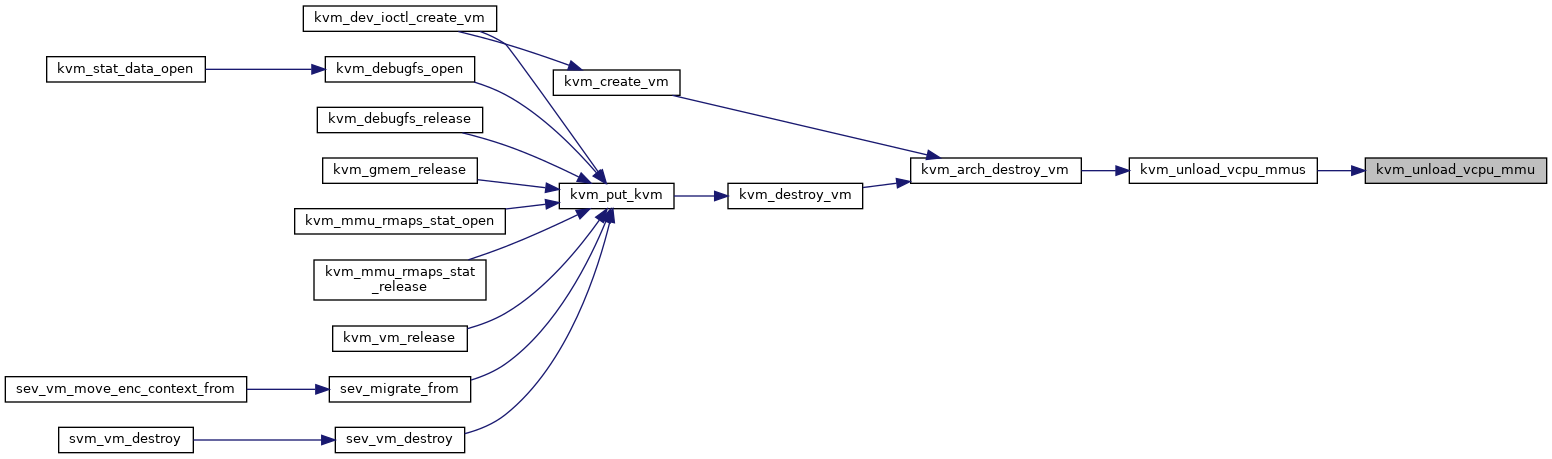 kvm_dev_ioctl_create_vm
kvm_stat_data_open
kvm_debugfs_open
kvm_create_vm
kvm_debugfs_release
kvm_gmem_release
kvm_arch_destroy_vm
kvm_unload_vcpu_mmus
kvm_unload_vcpu_mmu
kvm_put_kvm
kvm_destroy_vm
kvm_mmu_rmaps_stat_open
kvm_mmu_rmaps_stat
_release
kvm_vm_release
sev_vm_move_enc_context_from
sev_migrate_from
svm_vm_destroy
sev_vm_destroy